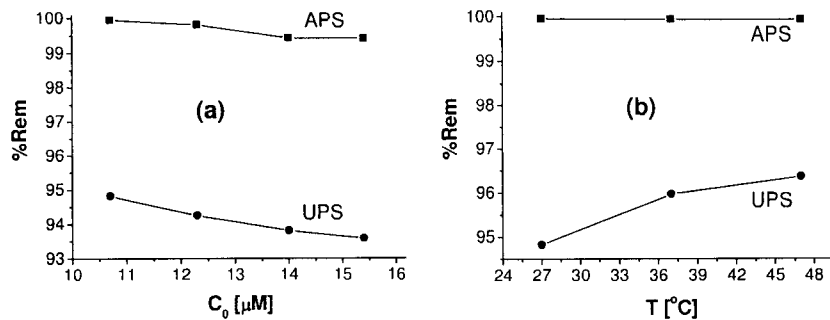 100
99
98
97
96
95
94
93
%Rem
APS
(a)
UPS
10 11 12 13 14 15 16
C0 [μM]
100
99
98
97
96
95
%Rem
APS
(b)
UPS
24 27 30 33 36 39 42 45 48
T [°C]